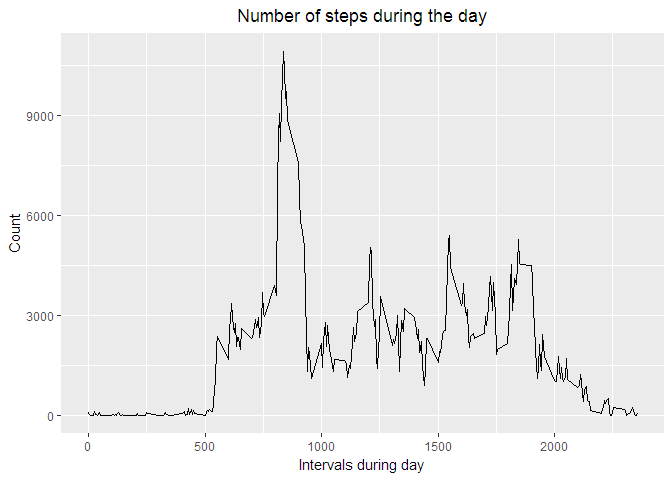 Number of steps during the day
Count
9000
6000
3000
0
0 500 1000 1500 2000
Intervals during day